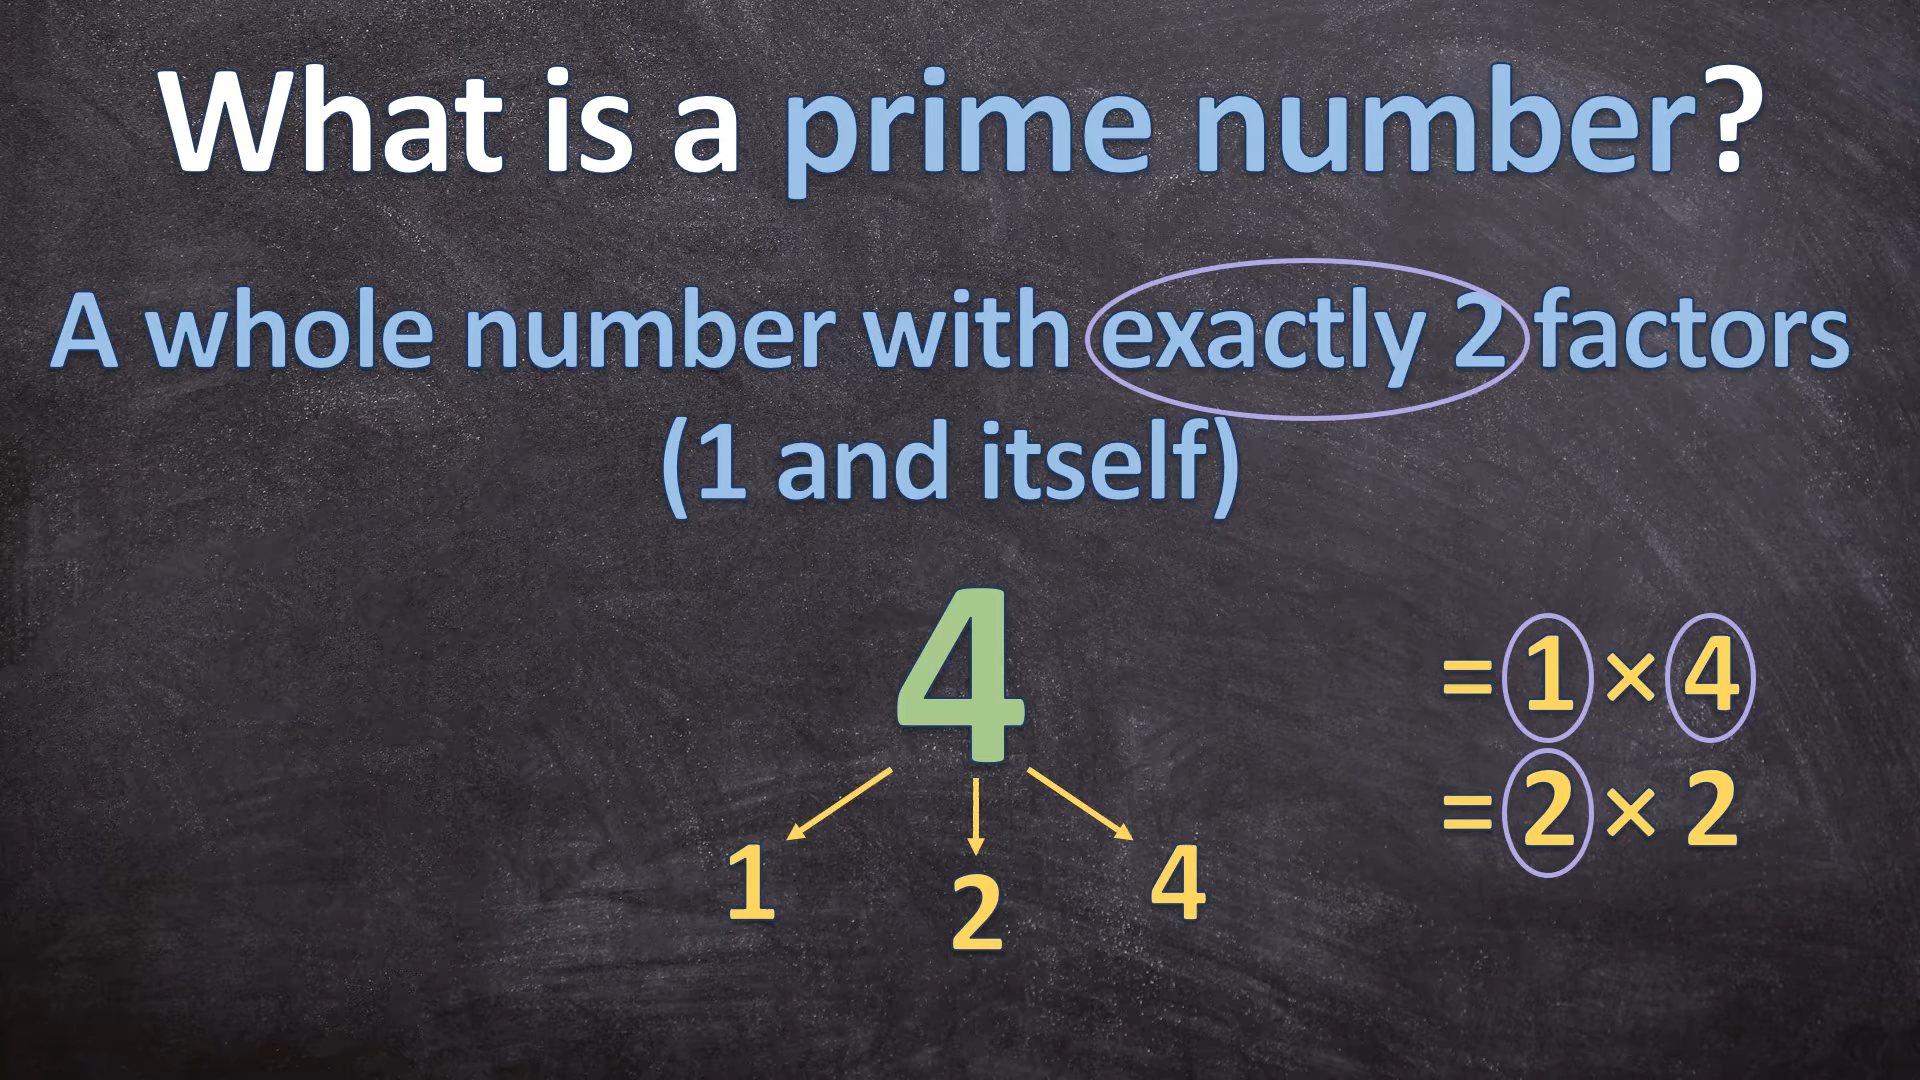 What is a prime number?
A whole number with exactly 2 factors
(1 and itself)
4
= 1 × 4
= 2 × 2
1 2 4